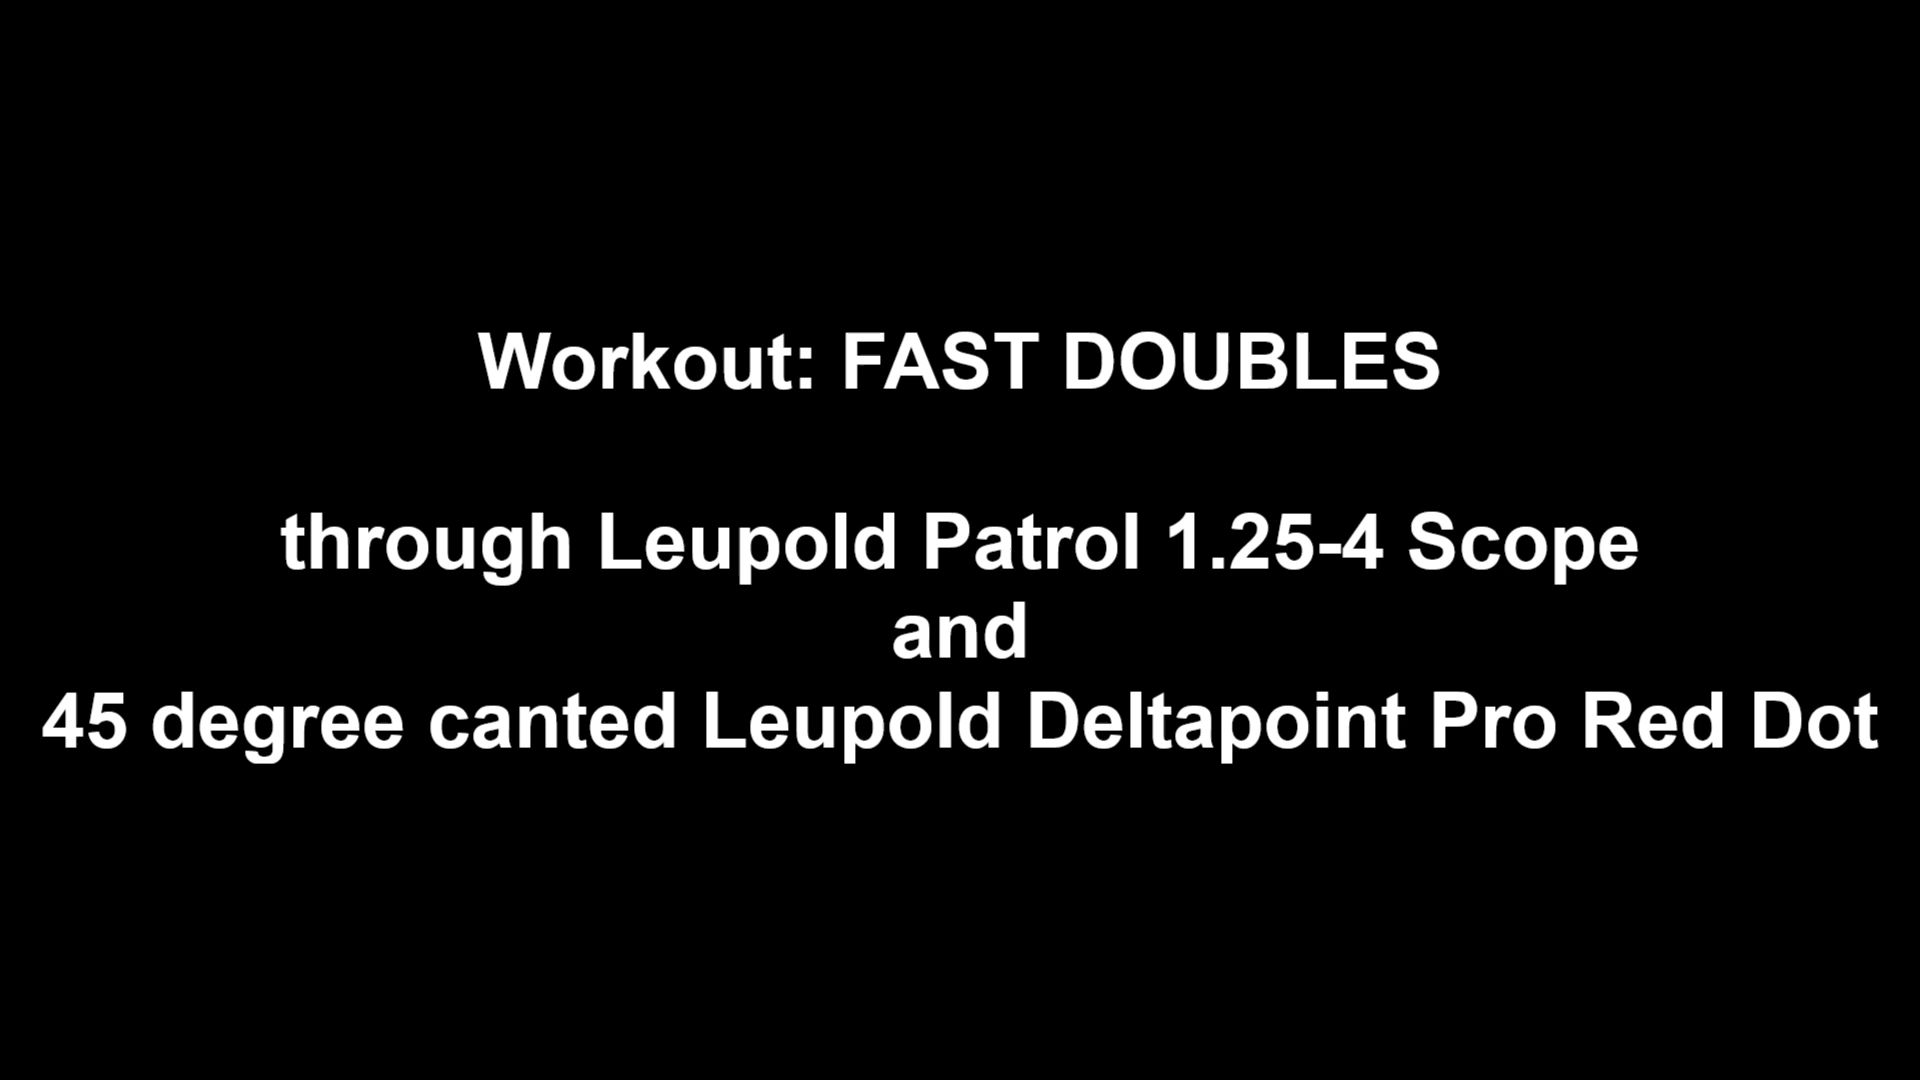 Workout: FAST DOUBLES
through Leupold Patrol 1.25-4 Scope
and
45 degree canted Leupold Deltapoint Pro Red Dot